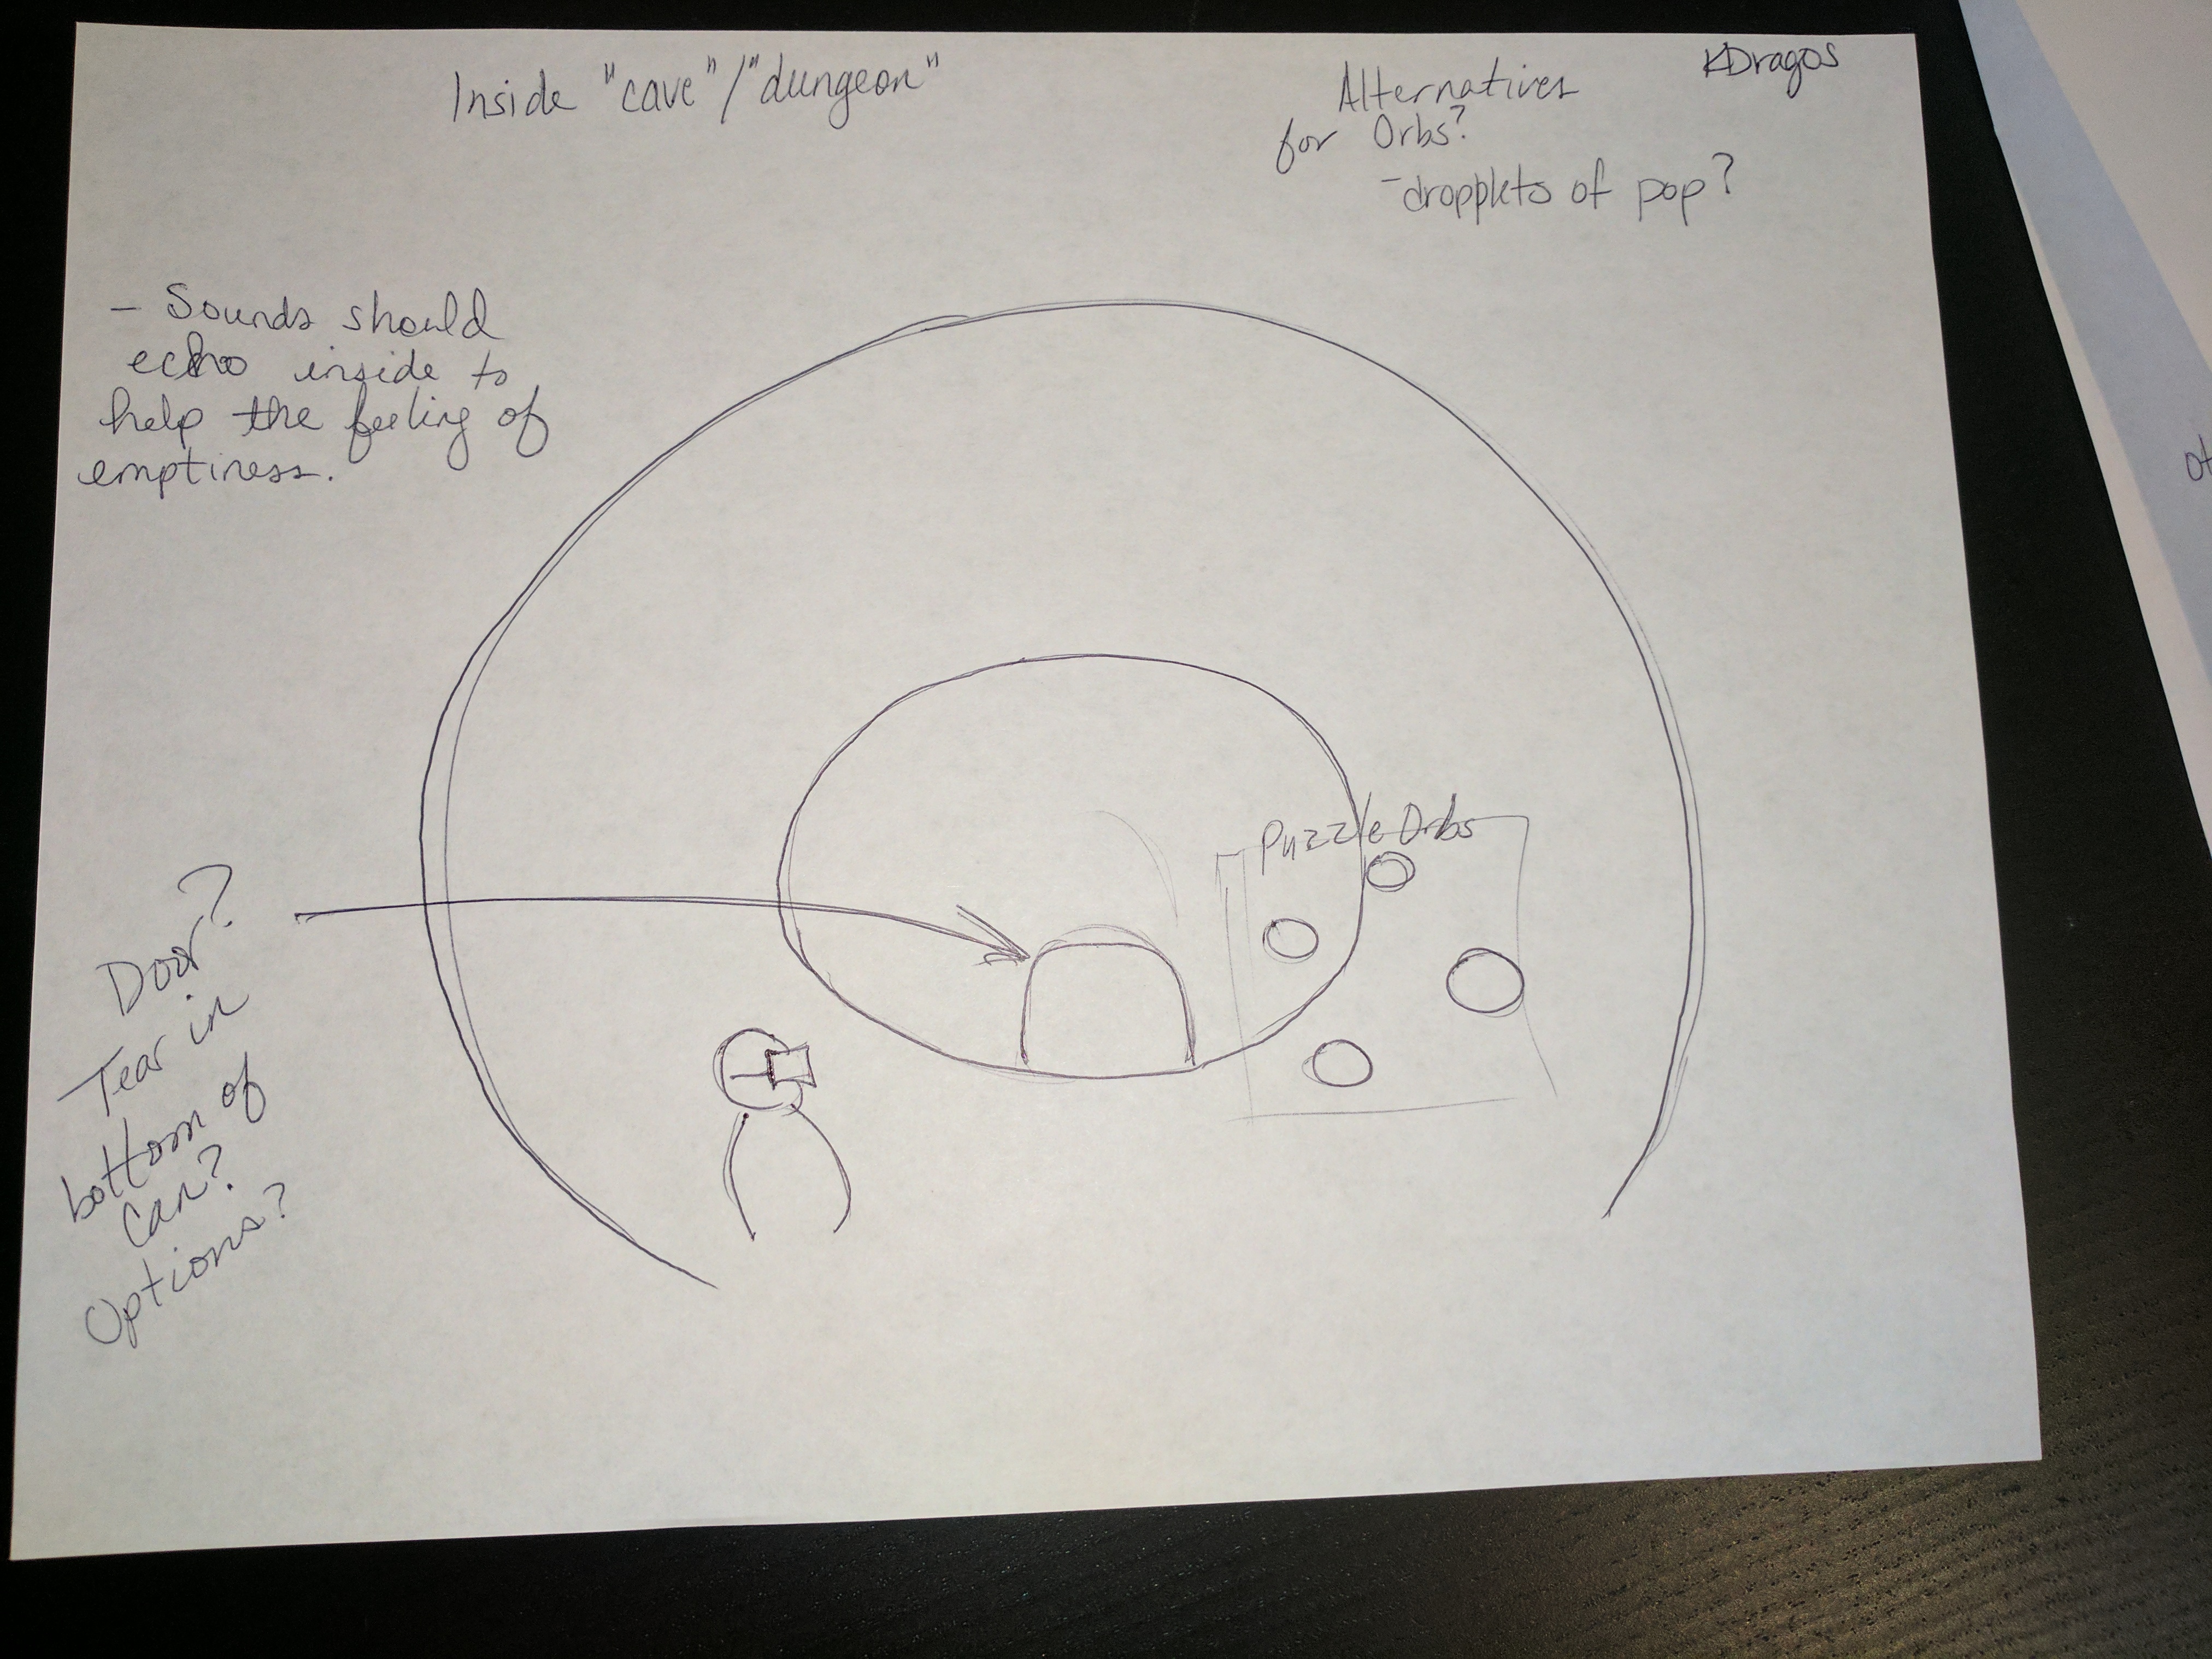 Inside "cave"/"dungeon"
KDragos
Alternatives
for Orbs?
- dropplets of pop?
- Sounds should
echo inside to
help the feeling of
emptiness.
Puzzle Orbs
Door?
Tear in
bottom of
can?
Options?